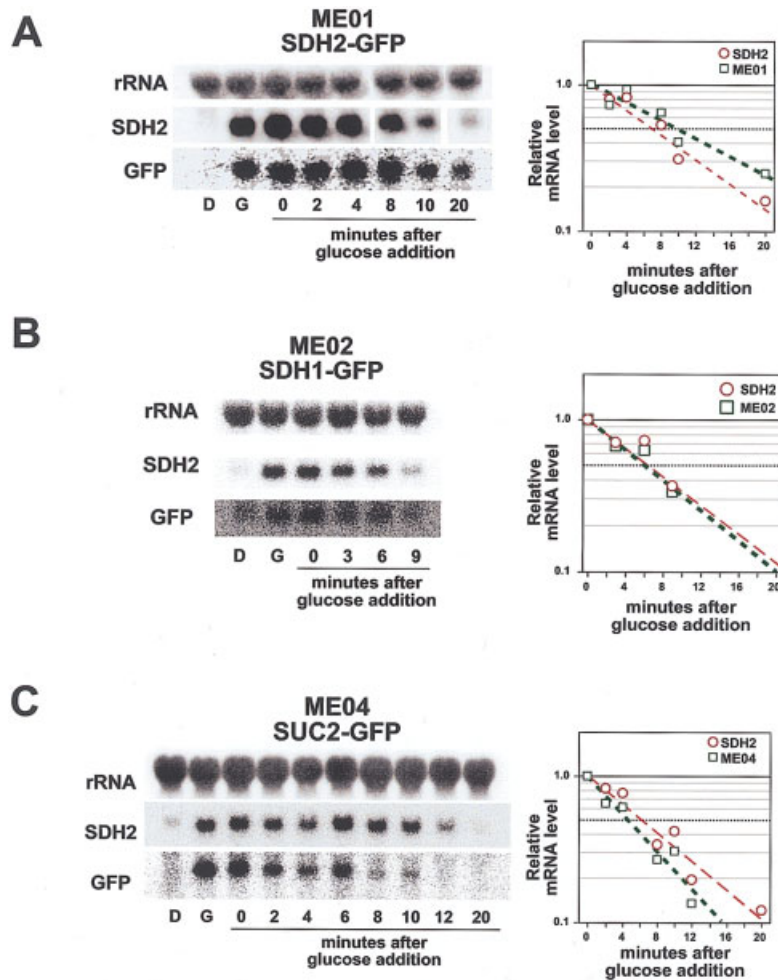 A
ME01
SDH2-GFP
rRNA
SDH2
GFP
D G 0 2 4 8 10 20
minutes after
glucose addition
SDH2
ME01
Relative
mRNA level
1.0
0.1
0 4 8 12 16 20
minutes after
glucose addition
B
ME02
SDH1-GFP
rRNA
SDH2
GFP
D G 0 3 6 9
minutes after
glucose addition
SDH2
ME02
Relative
mRNA level
1.0
0.1
0 4 8 12 16 20
minutes after
glucose addition
C
ME04
SUC2-GFP
rRNA
SDH2
GFP
D G 0 2 4 6 8 10 12 20
minutes after
glucose addition
SDH2
ME04
Relative
mRNA level
1.0
0.1
0 4 8 12 16 20
minutes after
glucose addition